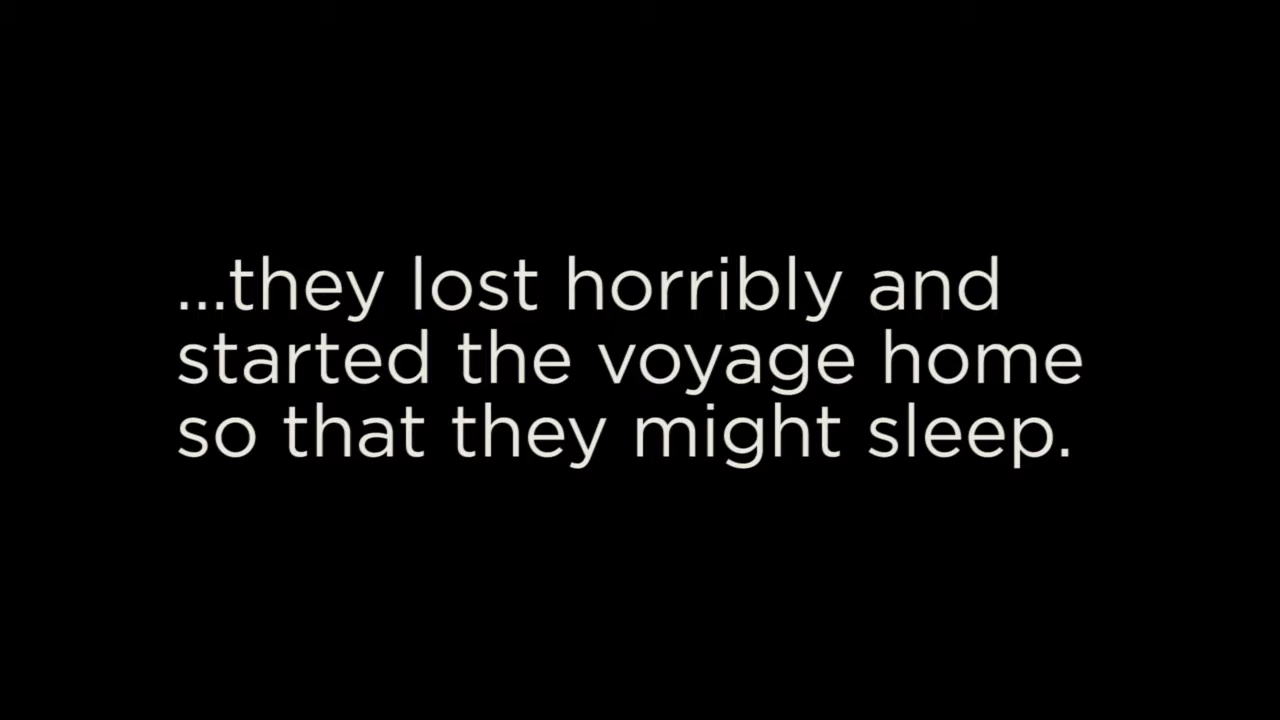 ...they lost horribly and
started the voyage home
so that they might sleep.